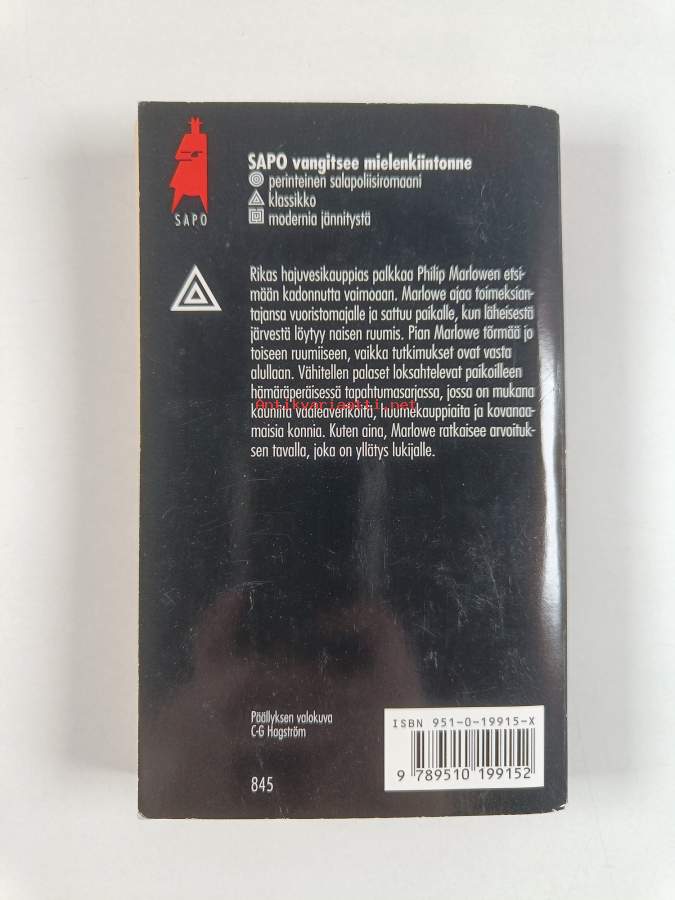 SAPO
SAPO vangitsee mielenkiintonne
perinteinen salapoliisiromaani
klassikko
modernia jännitystä
Rikas hajuvesikauppias palkkaa Philip Marlowen etsi-
mään kadonnutta vaimoaan. Marlowe ajaa toimeksian-
tajansa vuoristomajalle ja sattuu paikalle, kun läheisestä
järvestä löytyy naisen ruumis. Pian Marlowe törmää jo
toiseen ruumiiseen, vaikka tutkimukset ovat vasta
alullaan. Vähitellen palaset loksahtelevat paikoilleen
hämäräperäisessä tapahtumasarjassa, jossa on mukana
Antikvariaatti.net
kauniita vaaleaverikköitä, huumekauppiaita ja kovanaa-
maisia konnia. Kuten aina, Marlowe ratkaisee arvoituk-
sen tavalla, joka on yllätys lukijalle.
Päällyksen valokuva
C-G Hagström
845
ISBN 951-0-19915-X
9 789510 199152